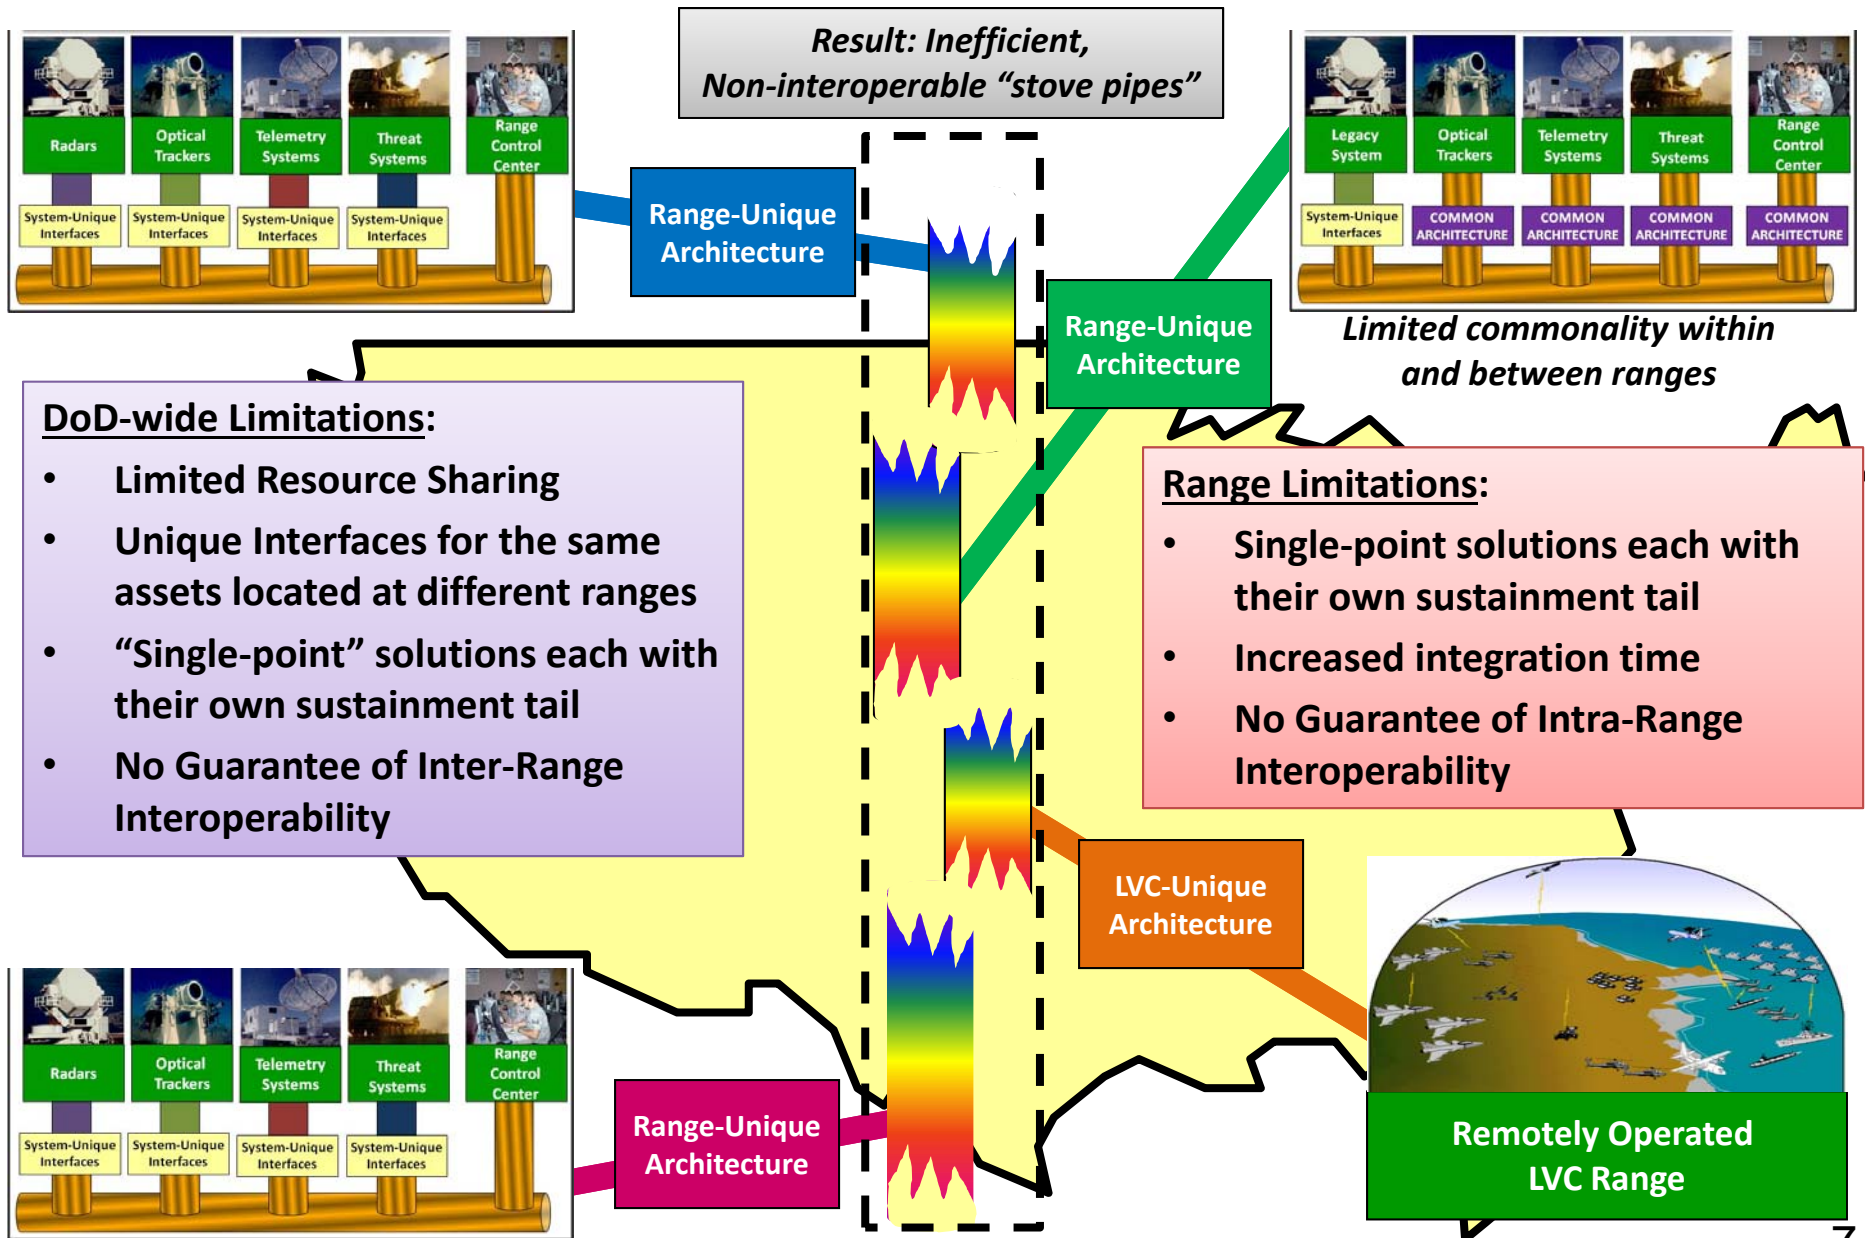 Result: Inefficient,
Non-interoperable “stove pipes”
Radars
Optical
Trackers
Telemetry
Systems
Threat
Systems
Range
Control
Center
System-Unique
Interfaces
System-Unique
Interfaces
System-Unique
Interfaces
System-Unique
Interfaces
Range-Unique
Architecture
Legacy
System
Optical
Trackers
Telemetry
Systems
Threat
Systems
Range
Control
Center
System-Unique
Interfaces
COMMON
ARCHITECTURE
COMMON
ARCHITECTURE
COMMON
ARCHITECTURE
COMMON
ARCHITECTURE
Range-Unique
Architecture
Limited commonality within
and between ranges
DoD-wide Limitations:
• Limited Resource Sharing
• Unique Interfaces for the same
assets located at different ranges
• “Single-point” solutions each with
their own sustainment tail
• No Guarantee of Inter-Range
Interoperability
Range Limitations:
• Single-point solutions each with
their own sustainment tail
• Increased integration time
• No Guarantee of Intra-Range
Interoperability
LVC-Unique
Architecture
Radars
Optical
Trackers
Telemetry
Systems
Threat
Systems
Range
Control
Center
System-Unique
Interfaces
System-Unique
Interfaces
System-Unique
Interfaces
System-Unique
Interfaces
Range-Unique
Architecture
Remotely Operated
LVC Range
7